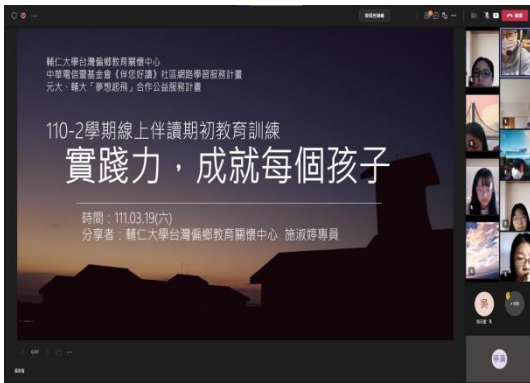 輔仁大學台灣偏鄉教育關懷中心
中華電信暨基金會《伴您好讀》社區網路學習服務計畫
元大、輔大「夢想起飛」合作公益服務計畫
110-2學期線上伴讀期初教育訓練
實踐力,成就每個孩子
時間:111.03.19(六)
分享者:輔仁大學台灣偏鄉教育關懷中心 施淑婷專員
吳